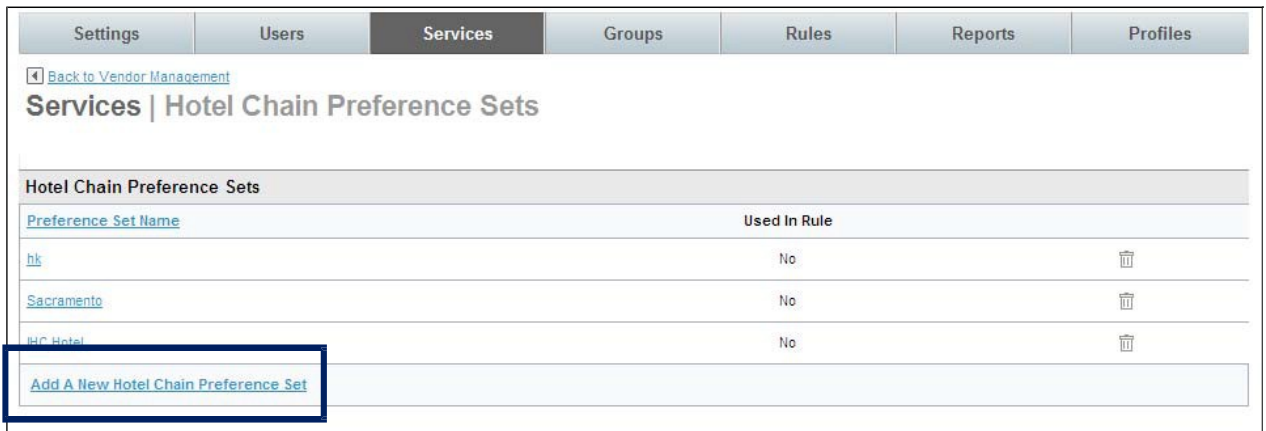 Settings Users Services Groups Rules Reports Profiles
Back to Vendor Management
Services | Hotel Chain Preference Sets
Hotel Chain Preference Sets
Preference Set Name Used In Rule
hk No
Sacramento No
IHC Hotel No
Add A New Hotel Chain Preference Set